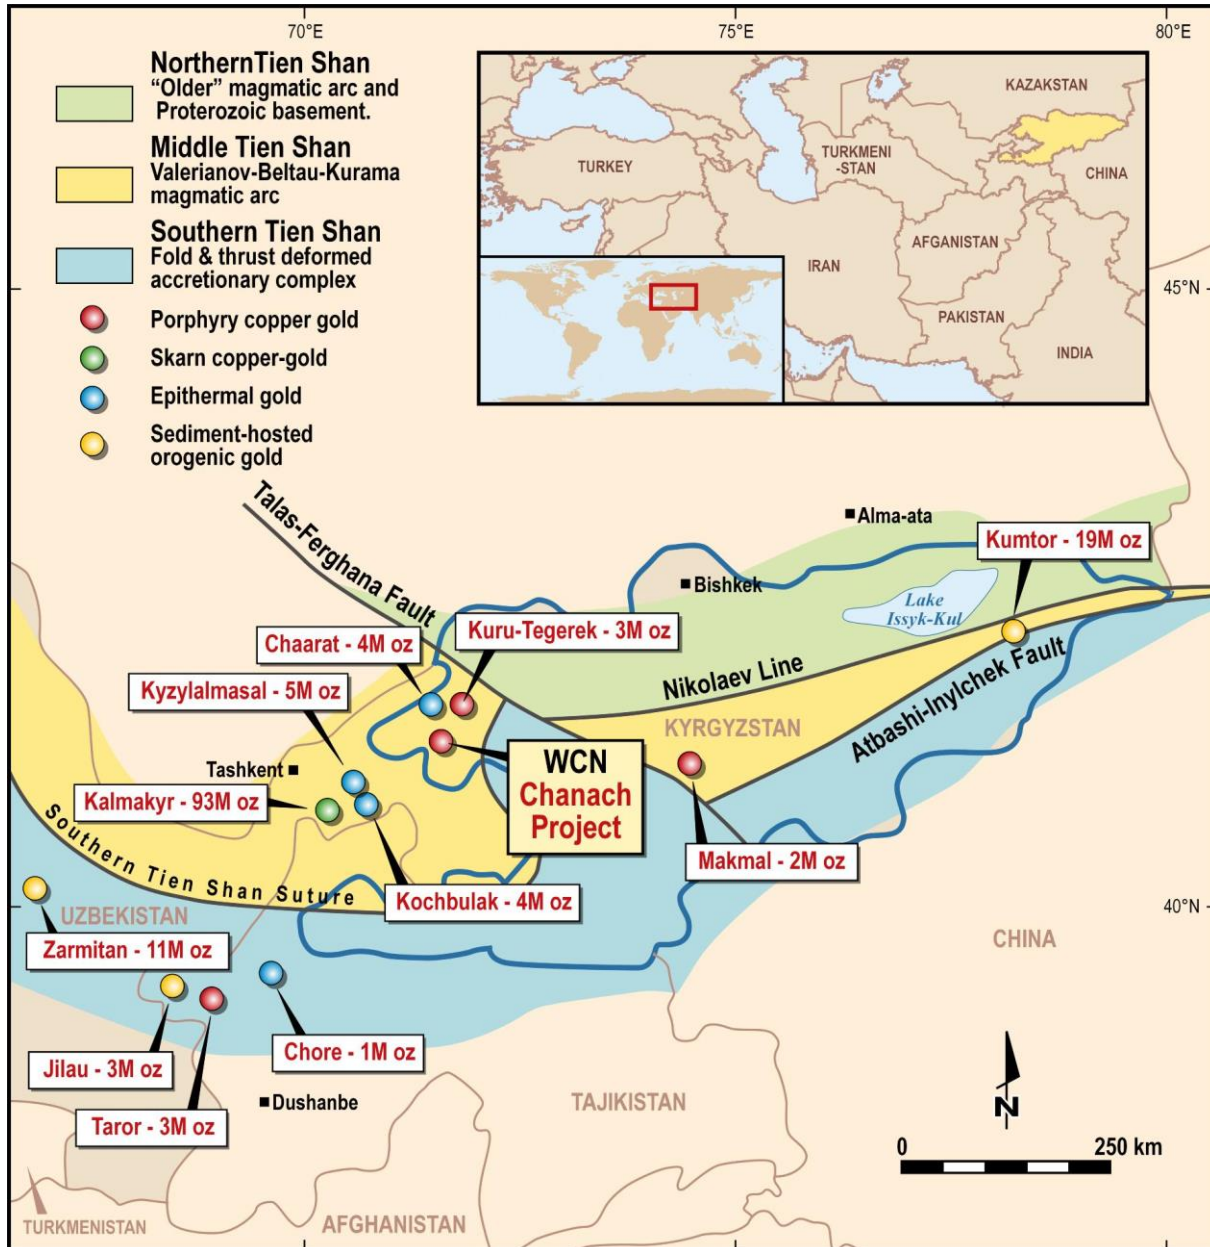 70°E
75°E
80°E
NorthernTien Shan
“Older” magmatic arc and
Proterozoic basement.
Middle Tien Shan
Valerianov-Beltau-Kurama
magmatic arc
Southern Tien Shan
Fold & thrust deformed
accretionary complex
Porphyry copper gold
Skarn copper-gold
Epithermal gold
Sediment-hosted
orogenic gold
KAZAKSTAN
TURKEY
TURKMENI
-STAN
CHINA
AFGANISTAN
IRAN
PAKISTAN
INDIA
45°N
Talas-Ferghana Fault
Alma-ata
Kumtor - 19M oz
Bishkek
Lake
Issyk-Kul
Kuru-Tegerek - 3M oz
Chaarat - 4M oz
Kyzylalmasal - 5M oz
Nikolaev Line
Atbashi-Inylchek Fault
KYRGYZSTAN
Tashkent
WCN
Chanach
Project
Kalmakyr - 93M oz
Southern Tien Shan Suture
Makmal - 2M oz
Kochbulak - 4M oz
40°N
UZBEKISTAN
Zarmitan - 11M oz
CHINA
Chore - 1M oz
Jilau - 3M oz
Dushanbe
TAJIKISTAN
Taror - 3M oz
N
0
250 km
TURKMENISTAN
AFGHANISTAN